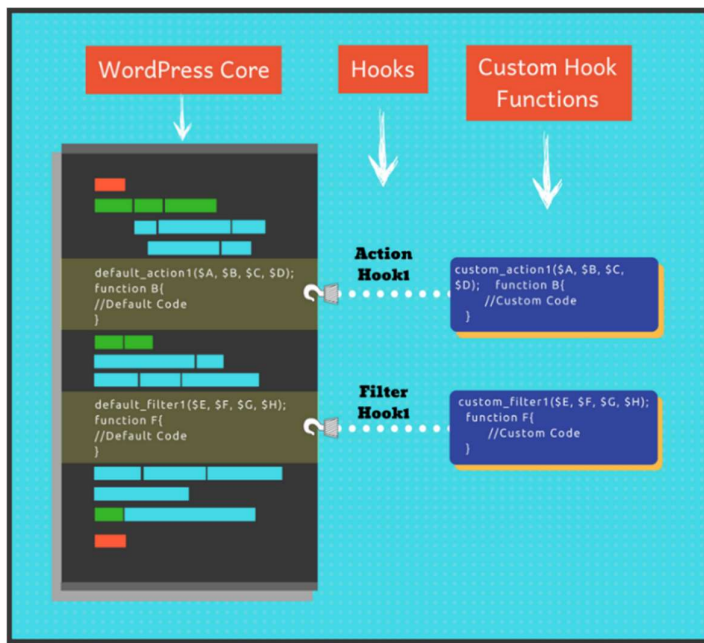 WordPress Core
Hooks
Custom Hook
Functions
default_action1($A, $B, $C, $D);
function B{
//Default Code
}
Action
Hook1
custom_action1($A, $B, $C,
$D);   function B{
//Custom Code
}
default_filter1($E, $F, $G, $H);
function F{
//Default Code
}
Filter
Hook1
custom_filter1($E, $F, $G, $H);
function F{
//Custom Code
}